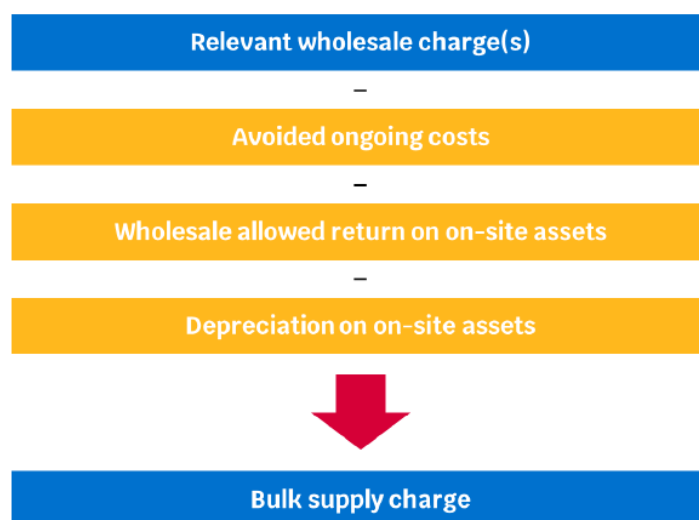 Relevant wholesale charge(s)
–
Avoided ongoing costs
–
Wholesale allowed return on on-site assets
–
Depreciation on on-site assets
Bulk supply charge